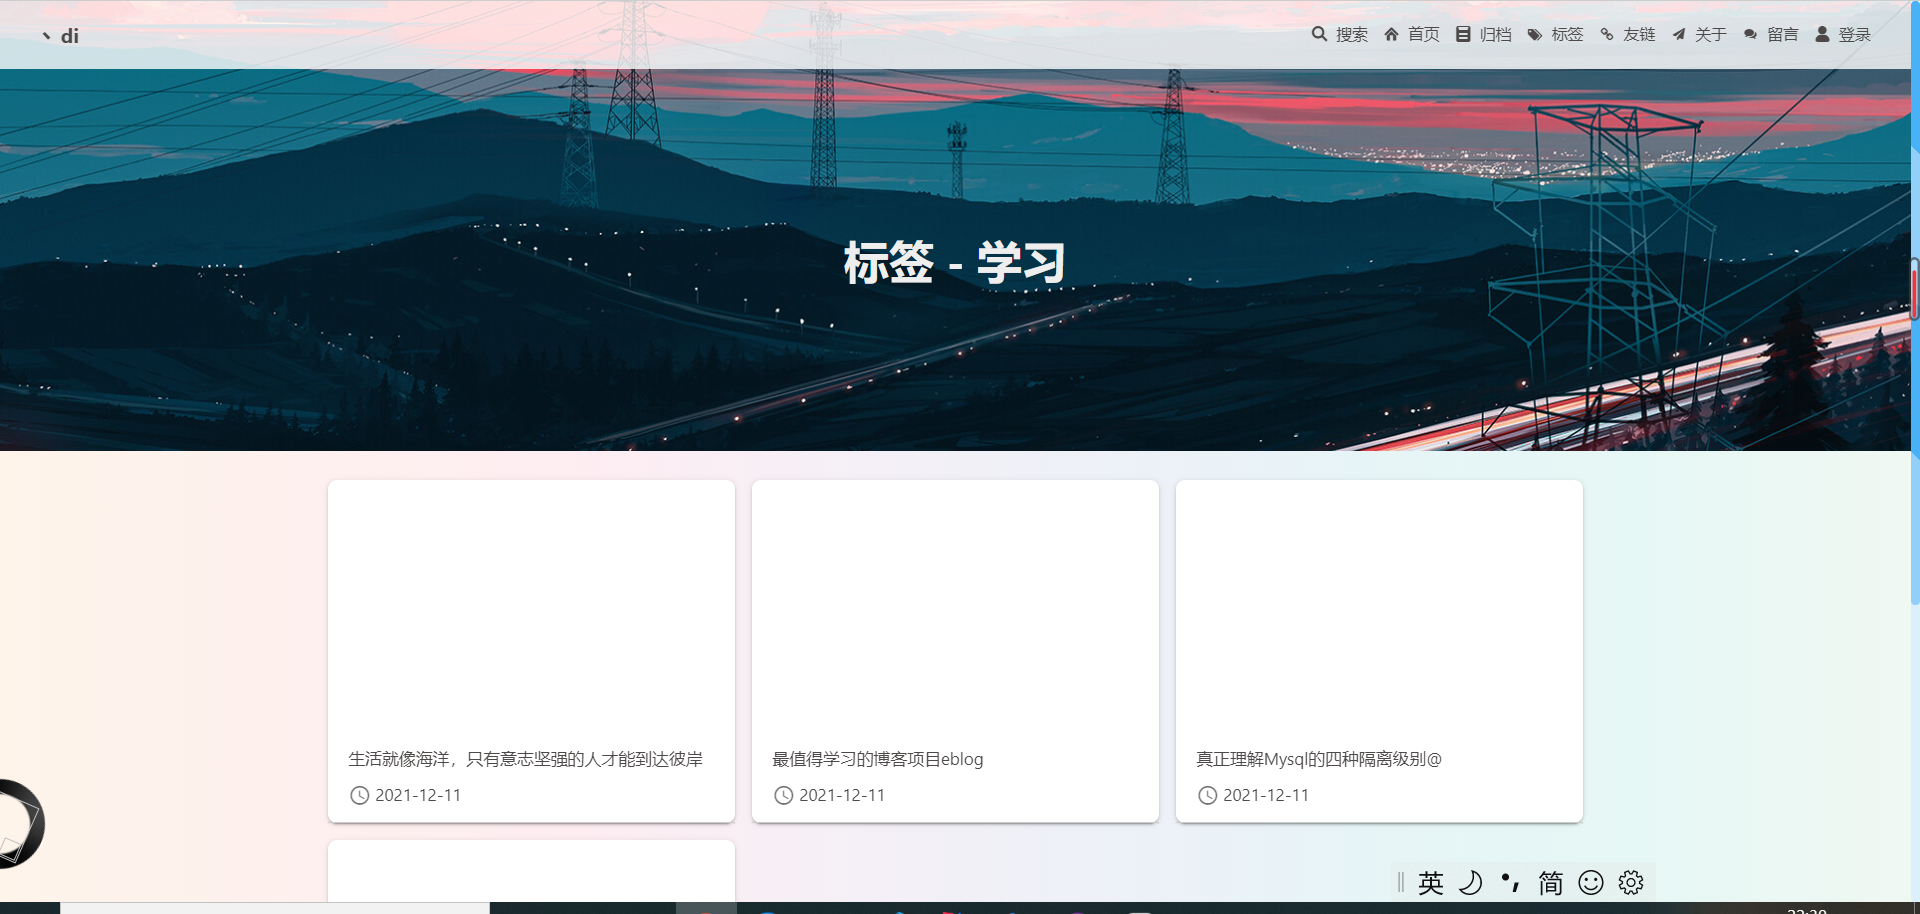 丶 di
搜索 首页 归档 标签 友链 关于 留言 登录
标签 - 学习
生活就像海洋，只有意志坚强的人才能到达彼岸
2021-12-11
最值得学习的博客项目eblog
2021-12-11
真正理解Mysql的四种隔离级别@
2021-12-11
英 简